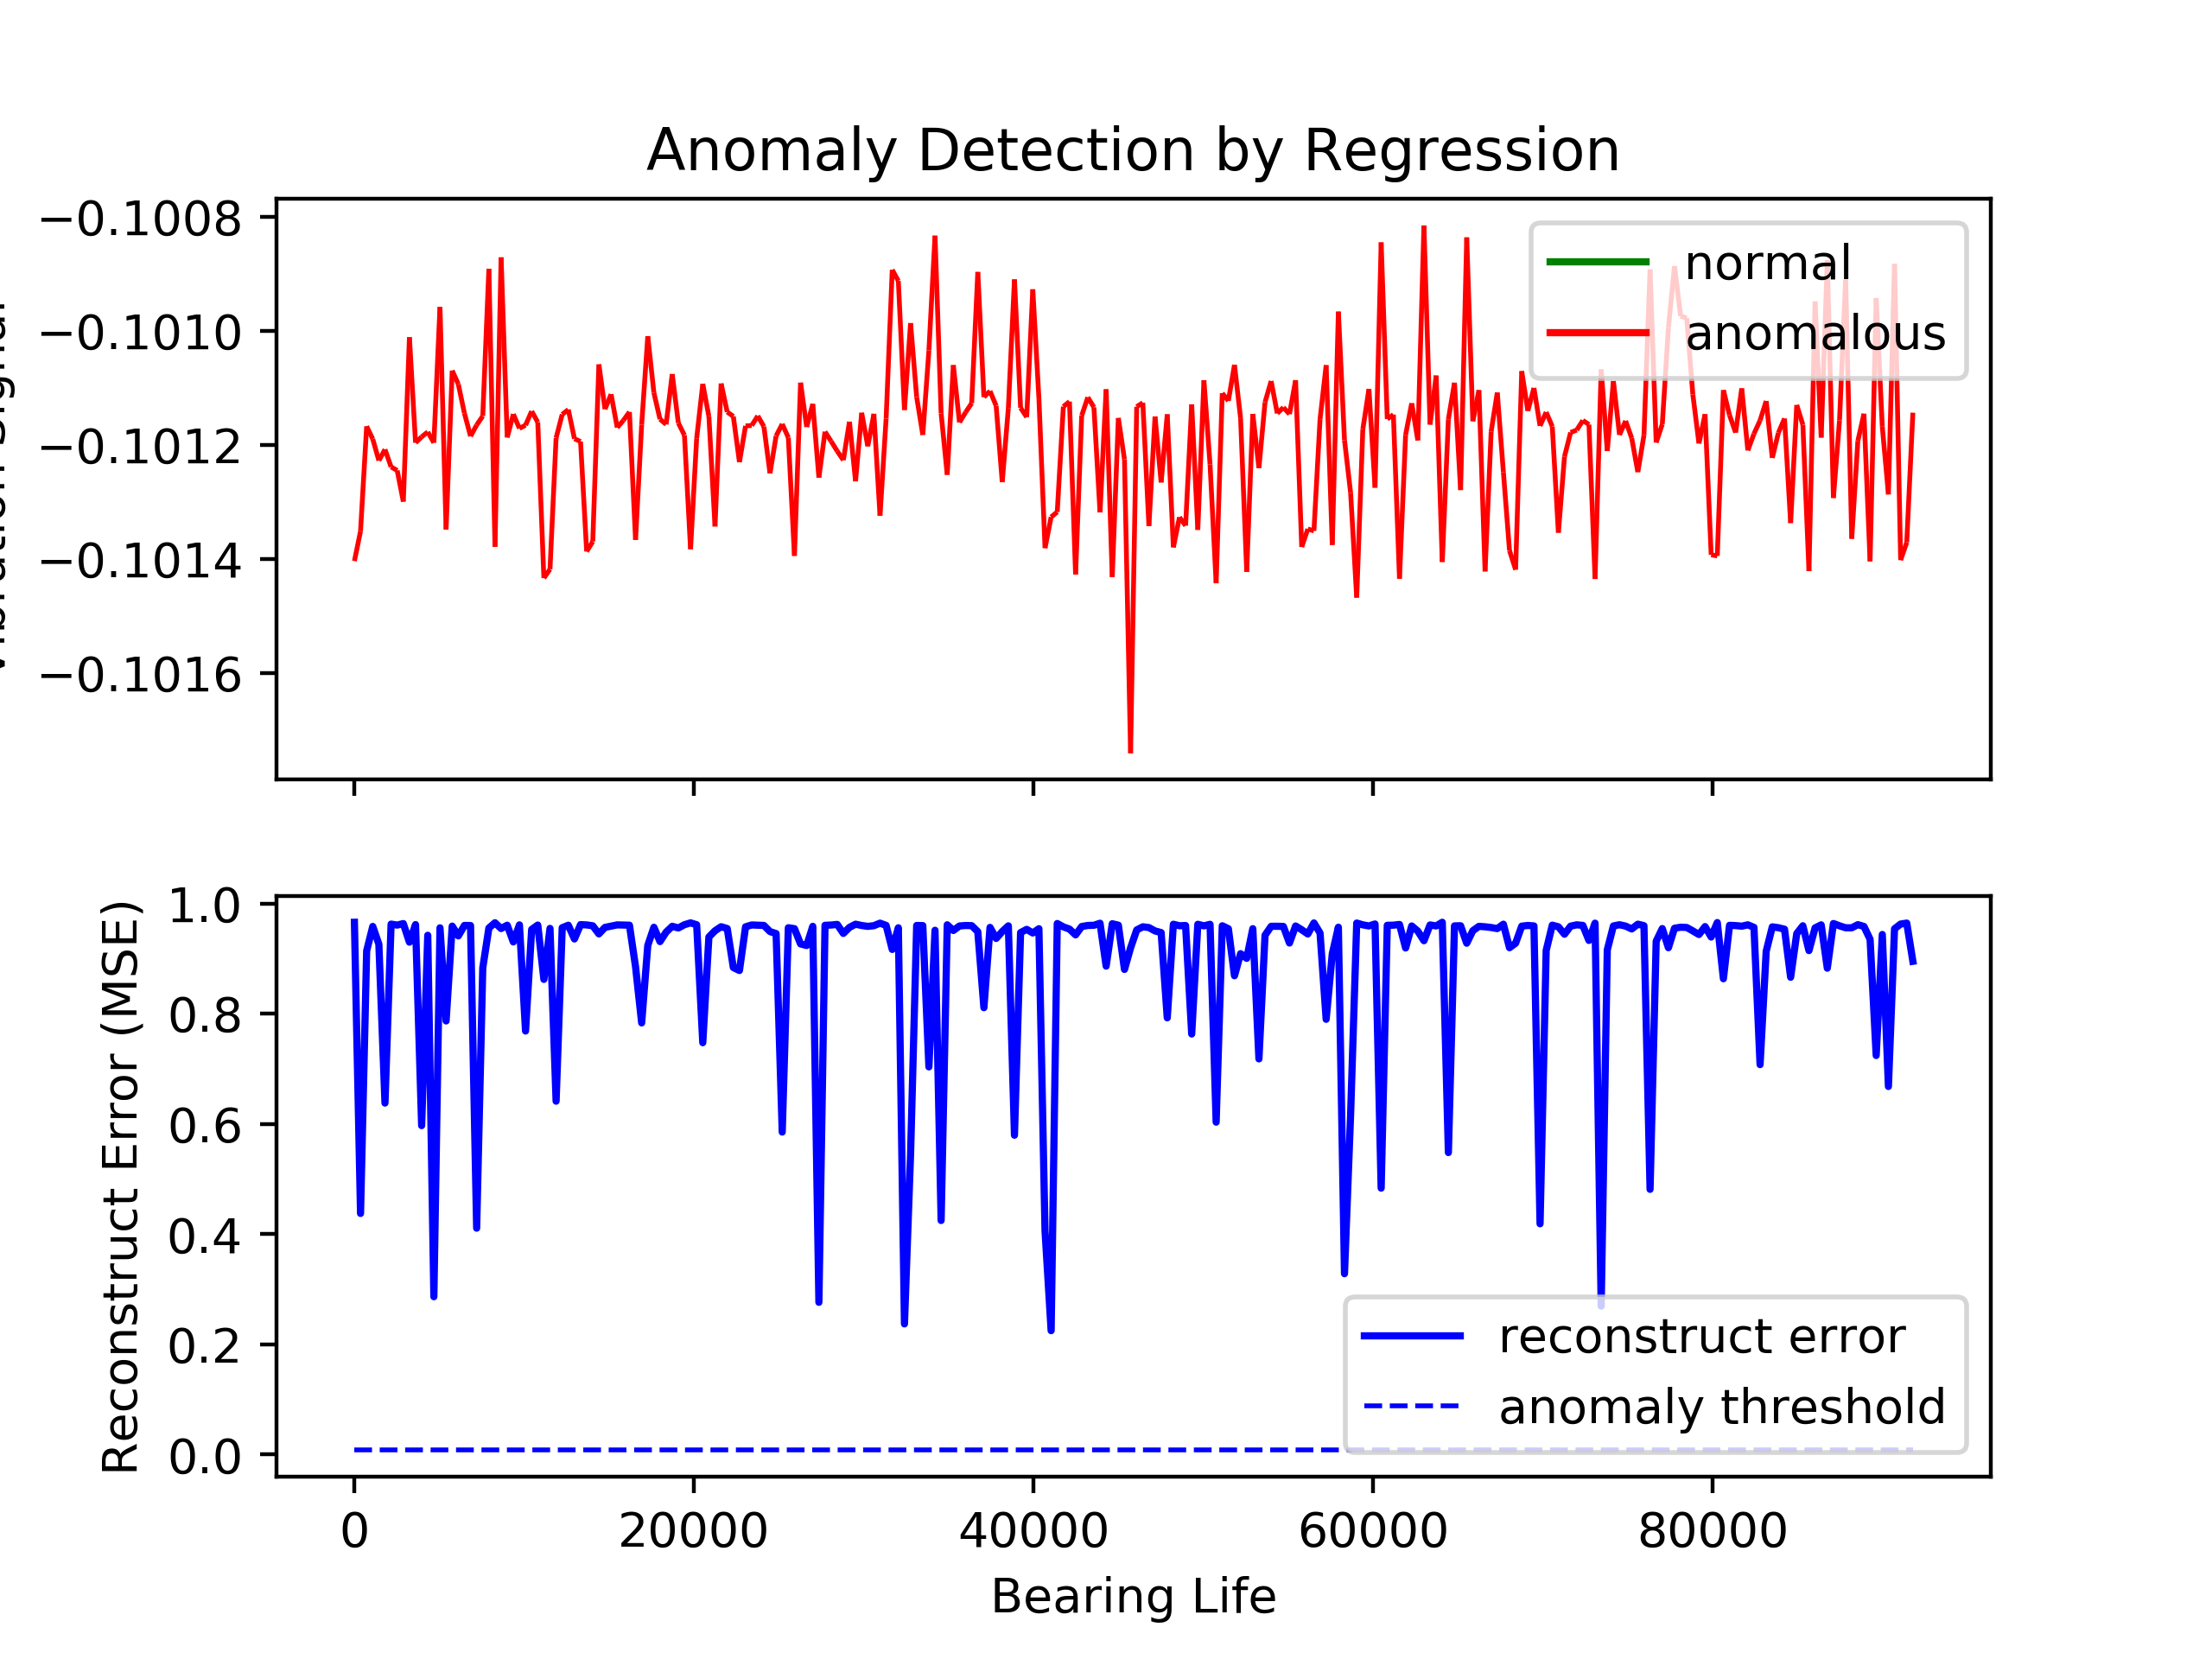 Anomaly Detection by Regression
−0.1008
−0.1010
−0.1012
−0.1014
−0.1016
normal
anomalous
Reconstruct Error (MSE)
1.0
0.8
0.6
0.4
0.2
0.0
reconstruct error
anomaly threshold
0 20000 40000 60000 80000
Bearing Life